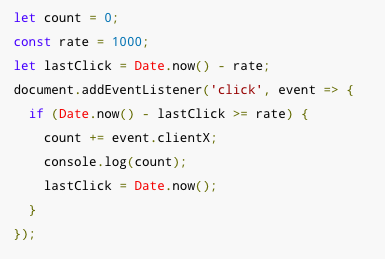 let count = 0;
const rate = 1000;
let lastClick = Date.now() - rate;
document.addEventListener('click', event => {
  if (Date.now() - lastClick >= rate) {
    count += event.clientX;
    console.log(count);
    lastClick = Date.now();
  }
});